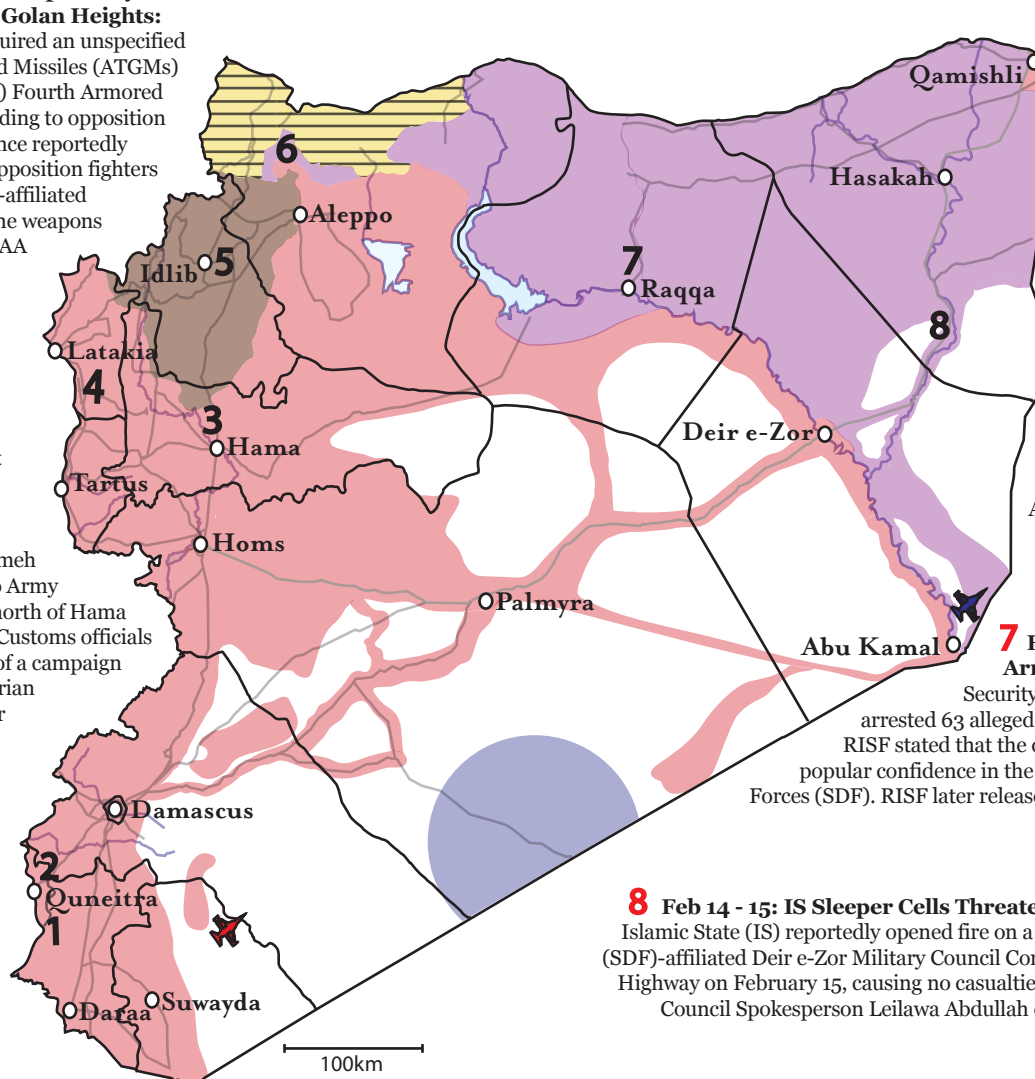 Golan Heights:
uired an unspecified
d Missiles (ATGMs)
) Fourth Armored
ding to opposition
nce reportedly
pposition fighters
-affiliated
ne weapons
AA
meh
Army
north of Hama
Customs officials
of a campaign
rian
r
Qamishli
Hasakah
6
Aleppo
Idlib
5
7
Raqqa
8
Latakia
4
3
Hama
Deir e-Zor
Tartus
Homs
Palmyra
Abu Kamal
Damascus
2
Quneitra
1
Suwayda
Daraa
100km
7
Arr
Security
arrested 63 alleged
RISF stated that the
popular confidence in the
Forces (SDF). RISF later release
8 Feb 14 - 15: IS Sleeper Cells Threate
Islamic State (IS) reportedly opened fire on a
(SDF)-affiliated Deir e-Zor Military Council Con
Highway on February 15, causing no casualtie
Council Spokesperson Leilawa Abdullah